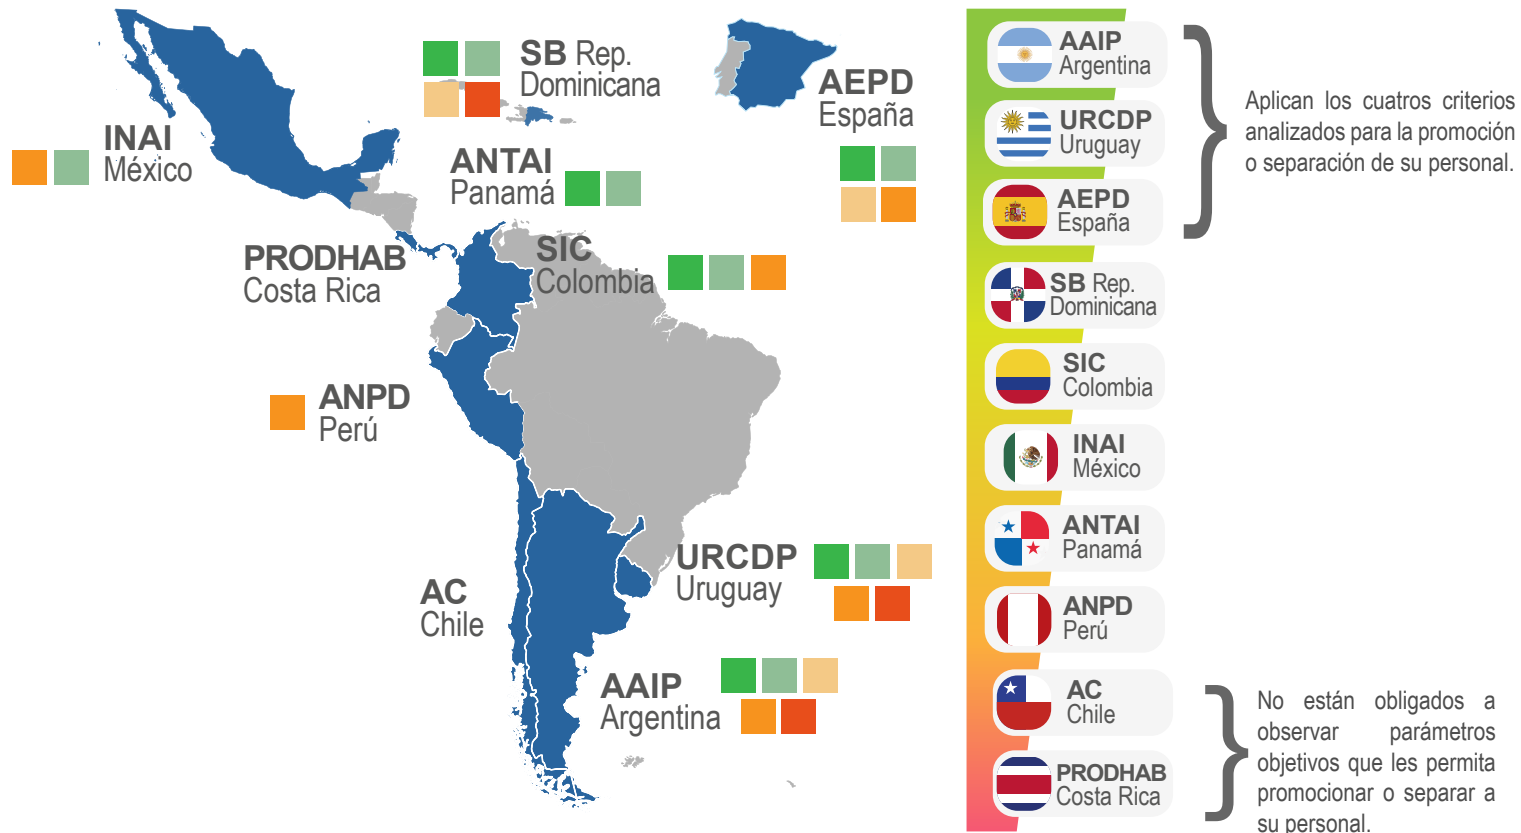 SB Rep.
Dominicana
AEPD
España
INAI
México
ANTAI
Panamá
PRODHAB
Costa Rica
SIC
Colombia
ANPD
Perú
URCDP
Uruguay
AC
Chile
AAIP
Argentina
AAIP
Argentina
URCDP
Uruguay
AEPD
España
SB Rep.
Dominicana
SIC
Colombia
INAI
México
ANTAI
Panamá
ANPD
Perú
AC
Chile
PRODHAB
Costa Rica
Aplican los cuatros criterios
analizados para la promoción
o separación de su personal.
No están obligados a
observar parámetros
objetivos que les permita
promocionar o separar a
su personal.